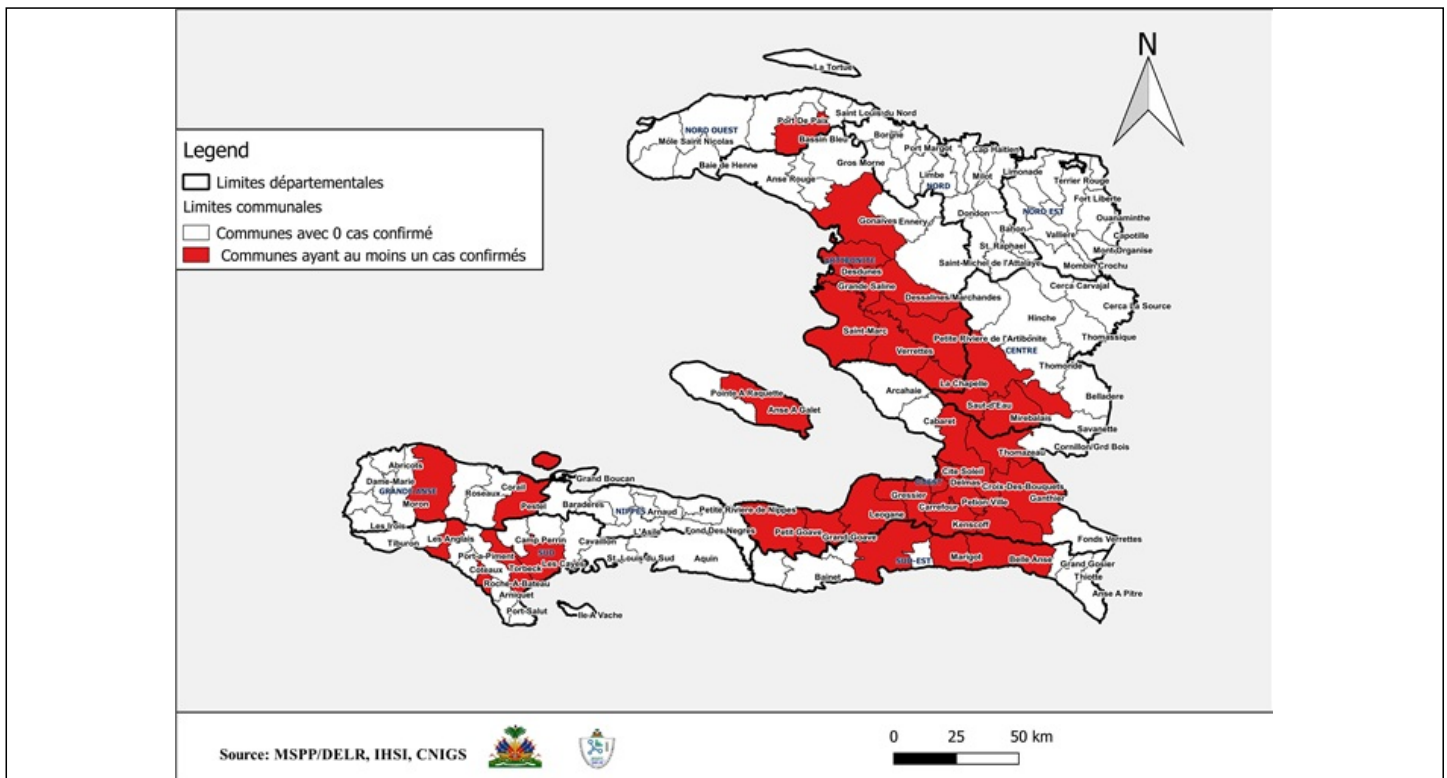 N
La Tortue
Saint Louis du Nord
Port De Paix
NORD OUEST
Môle Saint Nicolas
Bassin Bleu
Borgne
Port Margot
Cap Haitien
Baie de Henne
Gros Morne
Limbe
Milot
Limonade
Terrier Rouge
Anse Rouge
NORD
Fort Liberte
Gonaives
Ennery
Dondon
NORD EST
Ouanaminthe
Bahon
Valliere
Capotille
St. Raphael
Mont-Organise
ARTIBONITE
Saint-Michel de l'Attalaye
Mombin Crochu
Desdunes
Grande Saline
Cerca Carvajal
Dessalines/Marchandes
Cerca La Source
Hinche
Saint-Marc
Petite Riviere de l'Artibonite
Thomassique
Verrettes
CENTRE
Thomonde
La Chapelle
Pointe A Raquette
Arcahaie
Belladere
Anse A Galet
Saut-d'Eau
Mirebalais
Cabaret
Savanette
Cornillon/Grd Bois
Thomazeau
Abricots
Cite Soleil
Dame-Marie
Corail
Grand Boucan
OUEST
Delmas
Croix-Des-Bouquets
GRANDE ANSE
Roseaux
Gressier
Ganthier
Moron
Pestel
Baraderes
Petite Riviere de Nippes
Carrefour
Petion Ville
NIPPES
Arnaud
Leogane
Les Irois
Petit Goave
Kenscoff
Tiburon
Les Anglais
Camp Perrin
Cavaillon
L'Asile
Fond Des Negres
Grand Goave
Fonds Verrettes
Port-a-Piment
SUD
St. Louis du Sud
Aquin
SUD-EST
Marigot
Belle Anse
Grand Gosier
Coteaux
Torbeck
Les Cayes
Bainet
Thiotte
Roche-A-Bateau
Arniquet
Anse A Pitre
Port-Salut
Ile A Vache
Legend
Limites départementales
Limites communales
Communes avec 0 cas confirmé
Communes ayant au moins un cas confirmés
Source: MSPP/DELR, IHSI, CNIGS
0 25 50 km